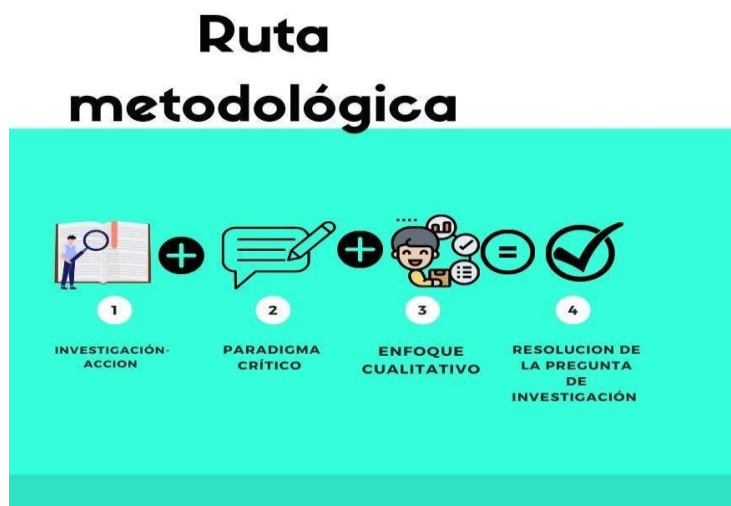 Ruta
metodológica
1
INVESTIGACIÓN-
ACCION
2
PARADIGMA
CRÍTICO
3
ENFOQUE
CUALITATIVO
4
RESOLUCION DE
LA PREGUNTA
DE
INVESTIGACIÓN